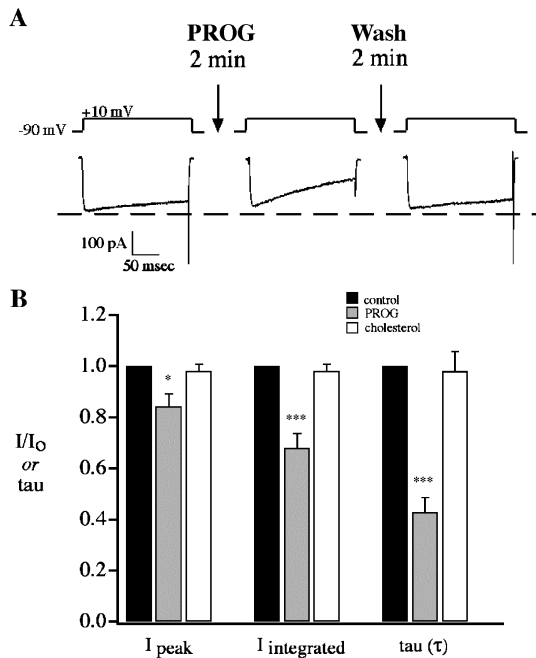 A
PROG
2 min
Wash
2 min
+10 mV
-90 mV
100 pA
50 msec
B
control
PROG
cholesterol
1.2
1.0
0.8
0.6
0.4
0.2
0.0
I/IO
or
tau
*
***
***
I peak
I integrated
tau (τ)